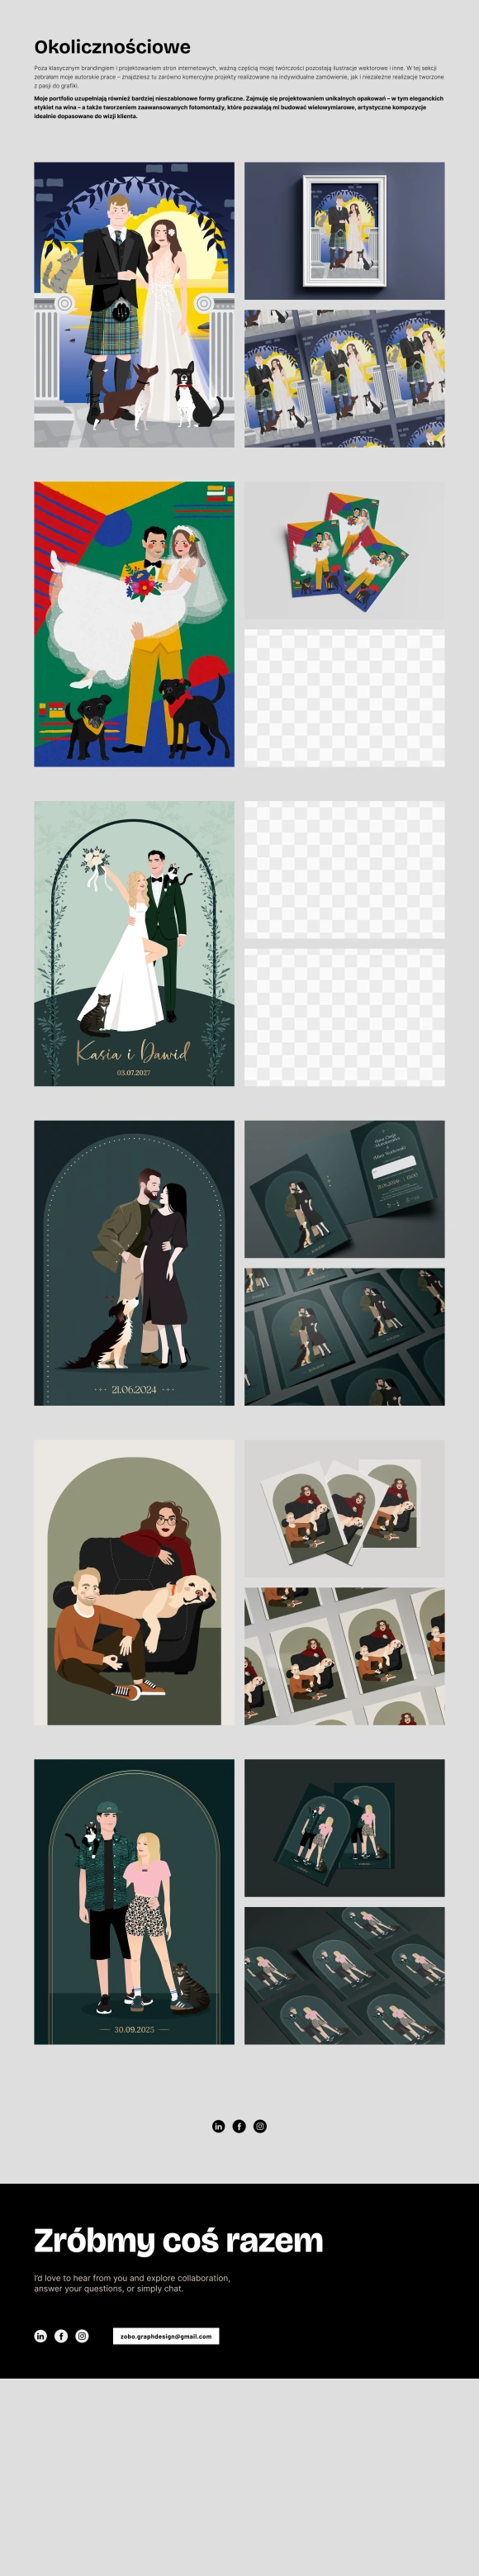 Okolicznościowe
Poza klasycznym brandingiem i projektowaniem stron internetowych, ważną częścią mojej twórczości pozostają ilustracje wektorowe i inne. W tej sekcji
zebrałem moje autorskie prace – znajdziesz tu zarówno komercyjne projekty realizowane na indywidualne zamówienie, jak i niezależne realizacje tworzone
z pasji do grafiki.
Moje portfolio uzupełniają również bardziej nieszablonowe formy graficzne. Zajmuję się projektowaniem unikalnych opakowań – w tym eleganckich
etykiet na wina – a także tworzeniem zaawansowanych fotomontaży, które pozwalają mi budować wielowymiarowe, artystyczne kompozycje
idealnie dopasowane do wizji klienta.
Kasia i Dawid
03.07.2027
21.06.2024
30.09.2025
Zróbmy coś razem
I'd love to hear from you and explore collaboration,
answer your questions, or simply chat.
zobo.graphdesign@gmail.com